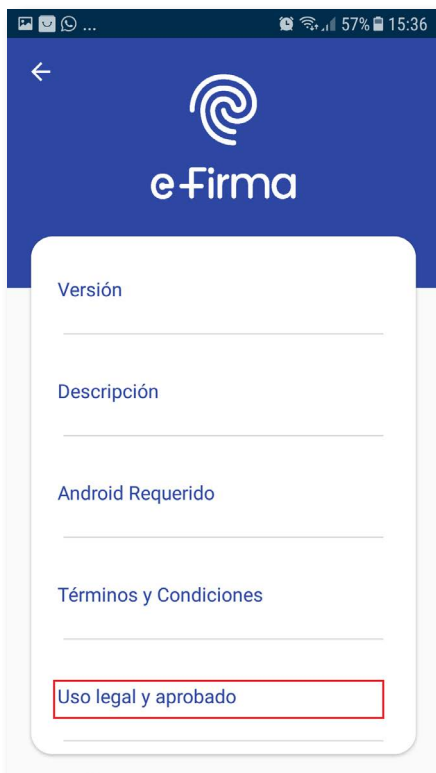 ... 57% 15:36
e-Firma
Versión
Descripción
Android Requerido
Términos y Condiciones
Uso legal y aprobado